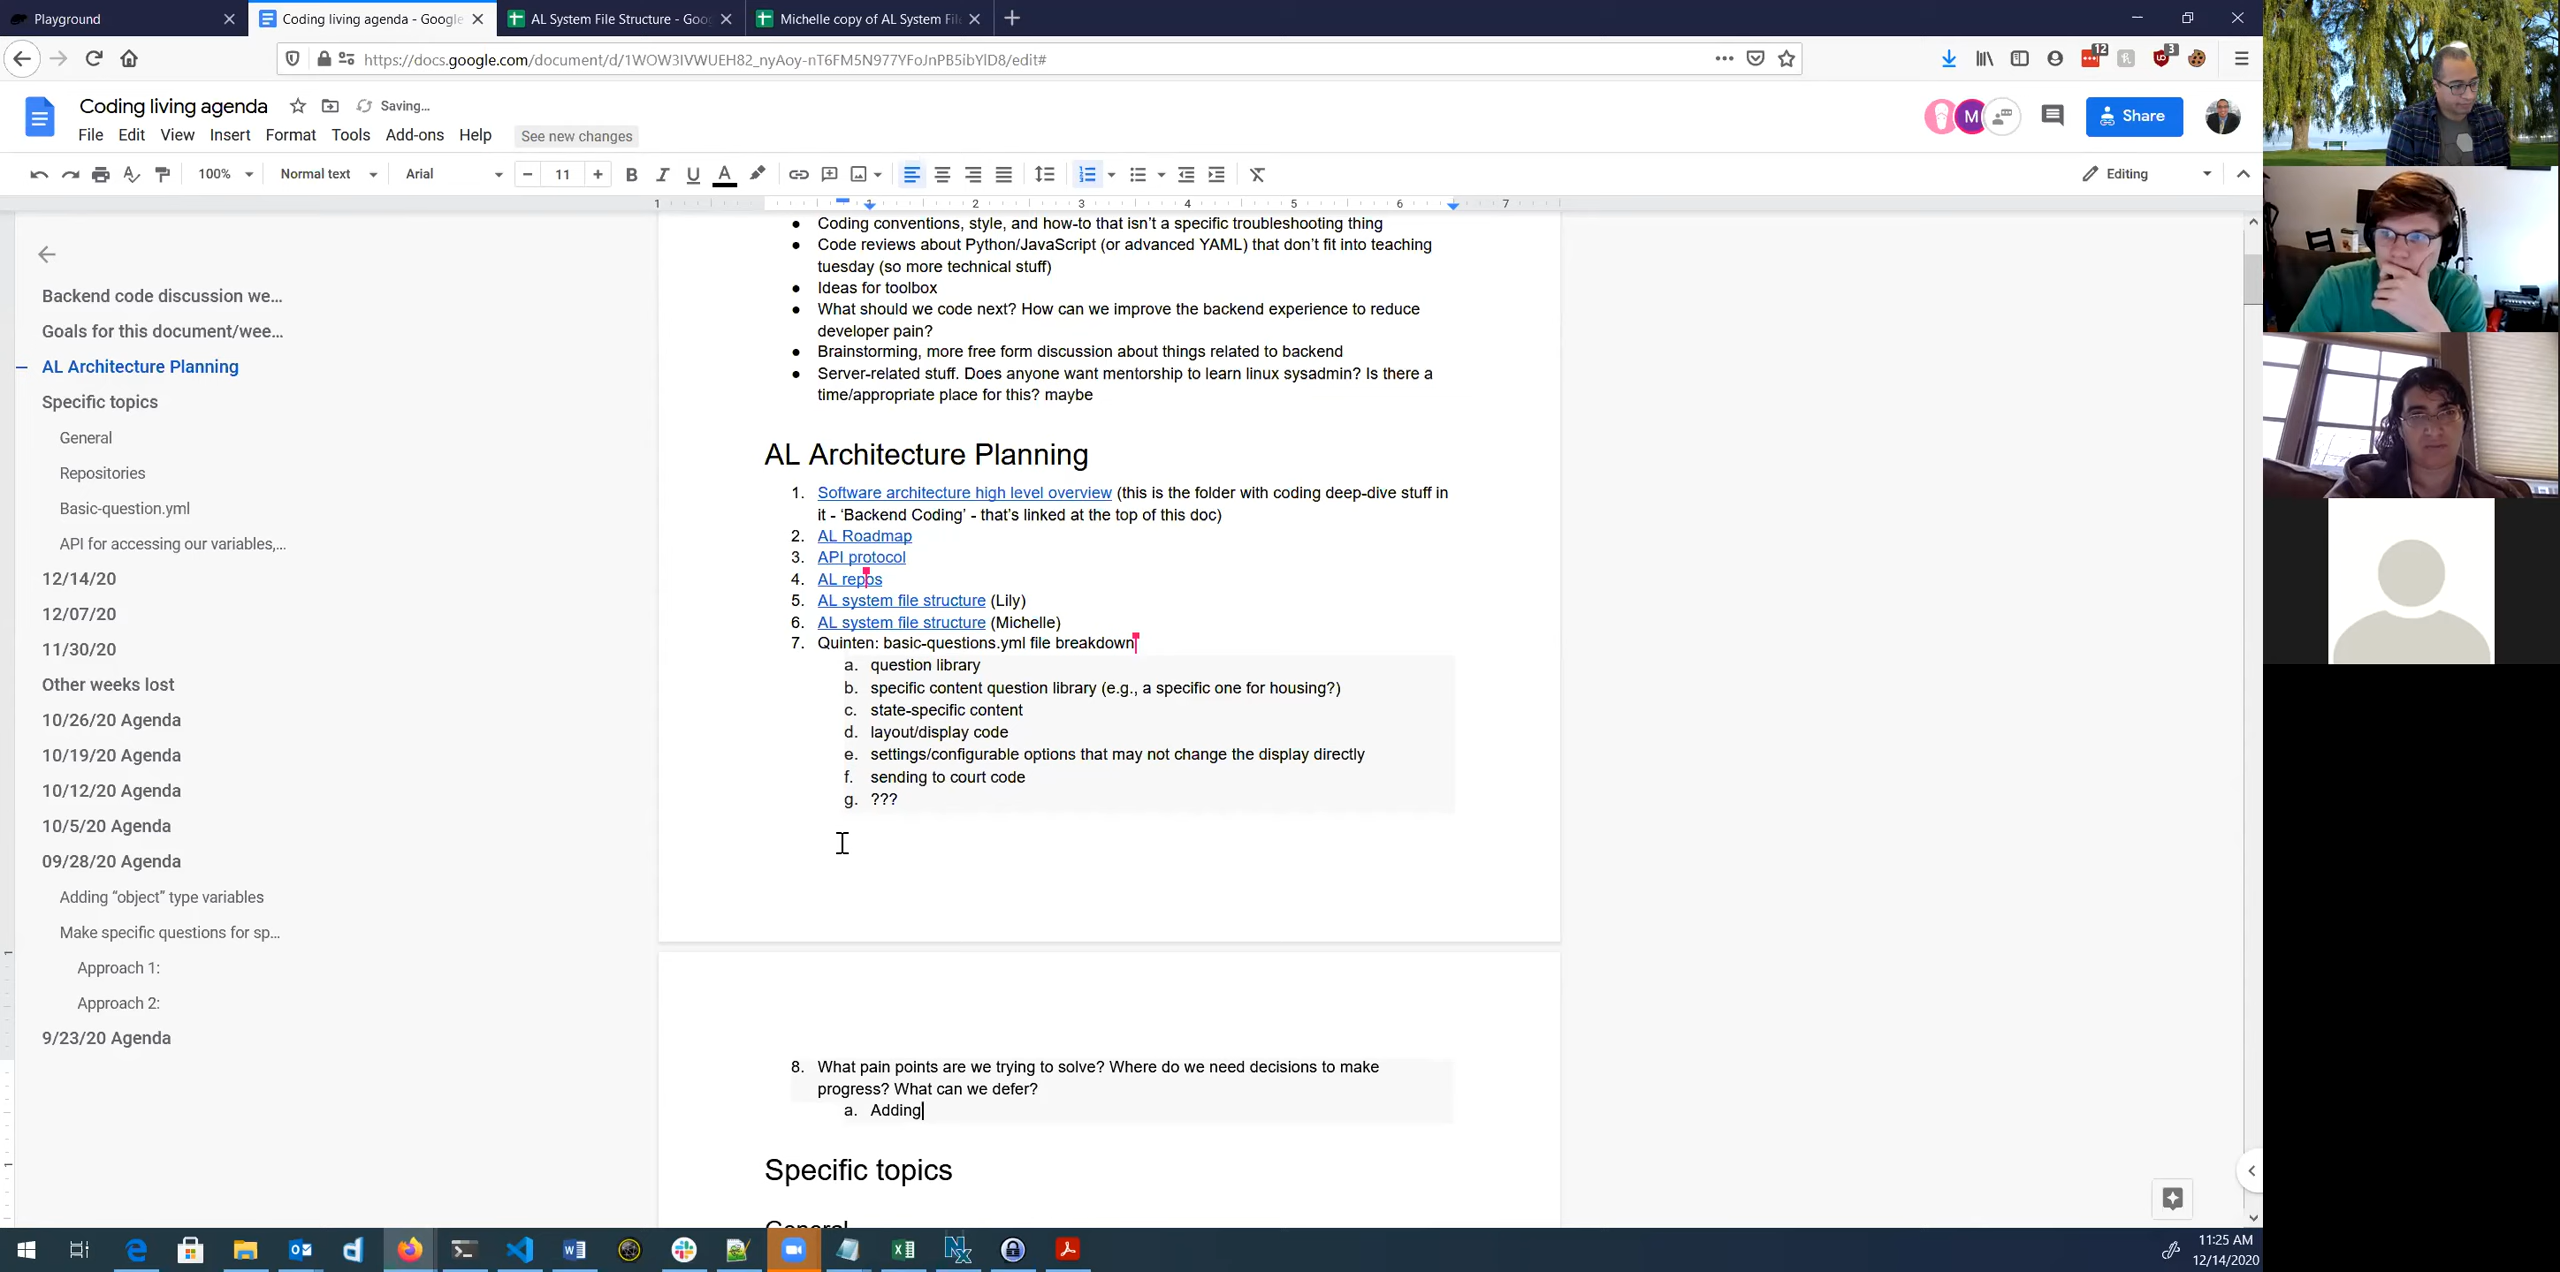 Playground
Coding living agenda - Google
AL System File Structure - Goo
Michelle copy of AL System Fil
https://docs.google.com/document/d/1WOW3IVWUEH82_nyAoy-nT6FM5N977YFoJnPB5ibYlD8/edit#
12
3
Coding living agenda
Saving...
M
Share
File Edit View Insert Format Tools Add-ons Help
See new changes
100%
Normal text
Arial
11
Editing
1 1 2 3 4 5 6 7
Backend code discussion we...
Goals for this document/wee...
AL Architecture Planning
Specific topics
General
Repositories
Basic-question.yml
API for accessing our variables,...
12/14/20
12/07/20
11/30/20
Other weeks lost
10/26/20 Agenda
10/19/20 Agenda
10/12/20 Agenda
10/5/20 Agenda
09/28/20 Agenda
Adding “object” type variables
Make specific questions for sp...
Approach 1:
Approach 2:
9/23/20 Agenda
● Coding conventions, style, and how-to that isn’t a specific troubleshooting thing
● Code reviews about Python/JavaScript (or advanced YAML) that don’t fit into teaching
tuesday (so more technical stuff)
● Ideas for toolbox
● What should we code next? How can we improve the backend experience to reduce
developer pain?
● Brainstorming, more free form discussion about things related to backend
● Server-related stuff. Does anyone want mentorship to learn linux sysadmin? Is there a
time/appropriate place for this? maybe
AL Architecture Planning
1. Software architecture high level overview (this is the folder with coding deep-dive stuff in
it - ‘Backend Coding’ - that’s linked at the top of this doc)
2. AL Roadmap
3. API protocol
4. AL repos
5. AL system file structure (Lily)
6. AL system file structure (Michelle)
7. Quinten: basic-questions.yml file breakdown
a. question library
b. specific content question library (e.g., a specific one for housing?)
c. state-specific content
d. layout/display code
e. settings/configurable options that may not change the display directly
f. sending to court code
g. ???
8. What pain points are we trying to solve? Where do we need decisions to make
progress? What can we defer?
a. Adding
Specific topics
General
11:25 AM
12/14/2020